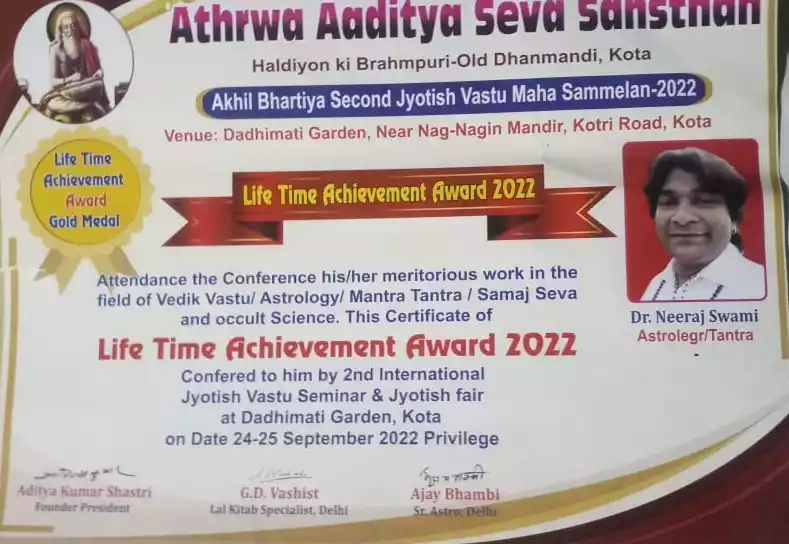 Athrwa Aaditya Seva Sansthan
Haldiyon ki Brahmpuri-Old Dhanmandi, Kota
Akhil Bhartiya Second Jyotish Vastu Maha Sammelan-2022
Venue: Dadhimati Garden, Near Nag-Nagin Mandir, Kotri Road, Kota
Life Time
Achievement
Award
Gold Medal
Life Time Achievement Award 2022
Attendance the Conference his/her meritorious work in the
field of Vedik Vastu/ Astrology/ Mantra Tantra / Samaj Seva
and occult Science. This Certificate of
Life Time Achievement Award 2022
Confered to him by 2nd International
Jyotish Vastu Seminar & Jyotish fair
at Dadhimati Garden, Kota
on Date 24-25 September 2022 Privilege
Dr. Neeraj Swami
Astrolegr/Tantra
Aditya Kumar Shastri
Founder President
G.D. Vashist
Lal Kitab Specialist, Delhi
Ajay Bhambi
Sr. Astro, Delhi